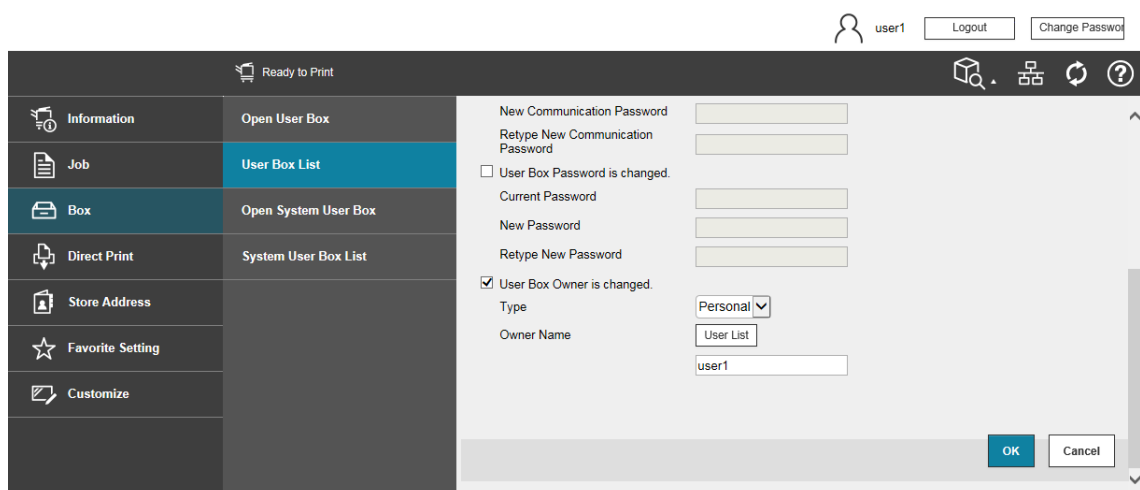 user1
Logout
Change Passwor
Ready to Print
Information
Job
Box
Direct Print
Store Address
Favorite Setting
Customize
Open User Box
User Box List
Open System User Box
System User Box List
New Communication Password
Retype New Communication
Password
User Box Password is changed.
Current Password
New Password
Retype New Password
User Box Owner is changed.
Type
Personal
Owner Name
User List
user1
OK
Cancel